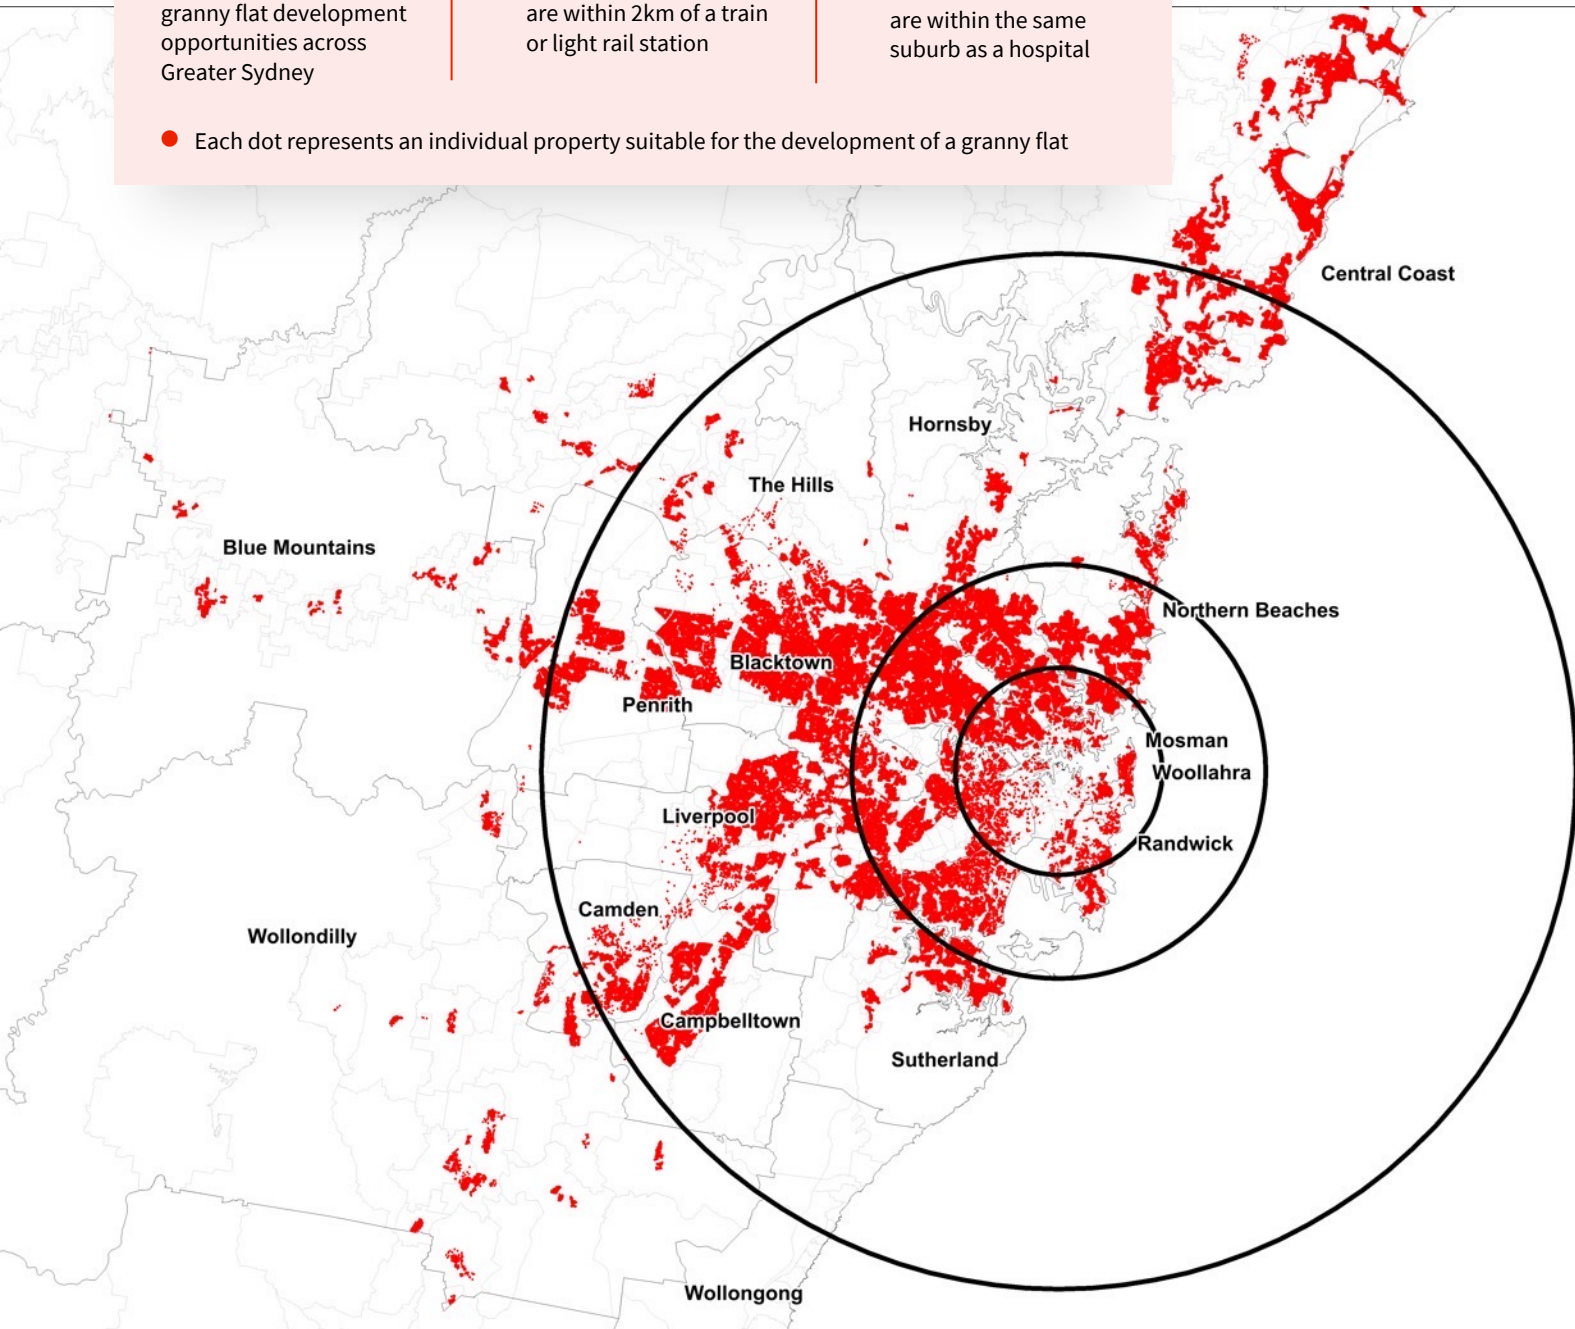 granny flat development
opportunities across
Greater Sydney
are within 2km of a train
or light rail station
are within the same
suburb as a hospital
Each dot represents an individual property suitable for the development of a granny flat
Central Coast
Hornsby
The Hills
Blue Mountains
Northern Beaches
Blacktown
Penrith
Mosman
Woollahra
Liverpool
Randwick
Camden
Wollondilly
Campbelltown
Sutherland
Wollongong